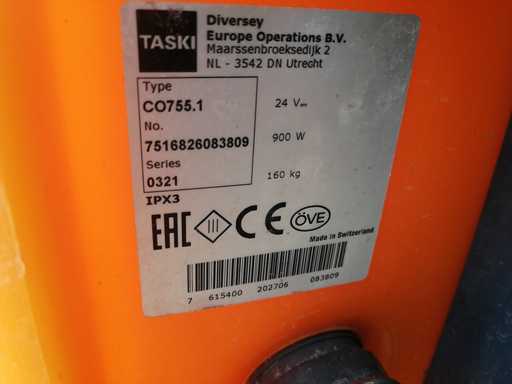 TASKI
Diversey
Europe Operations B.V.
Maarssenbroeksedijk 2
NL - 3542 DN Utrecht
Type
CO755.1
24 V
No.
7516826083809
900 W
Series
0321
160 kg
IPX3
EAC III CE ÖVE
Made in Switzerland
7 615400 202706 083809